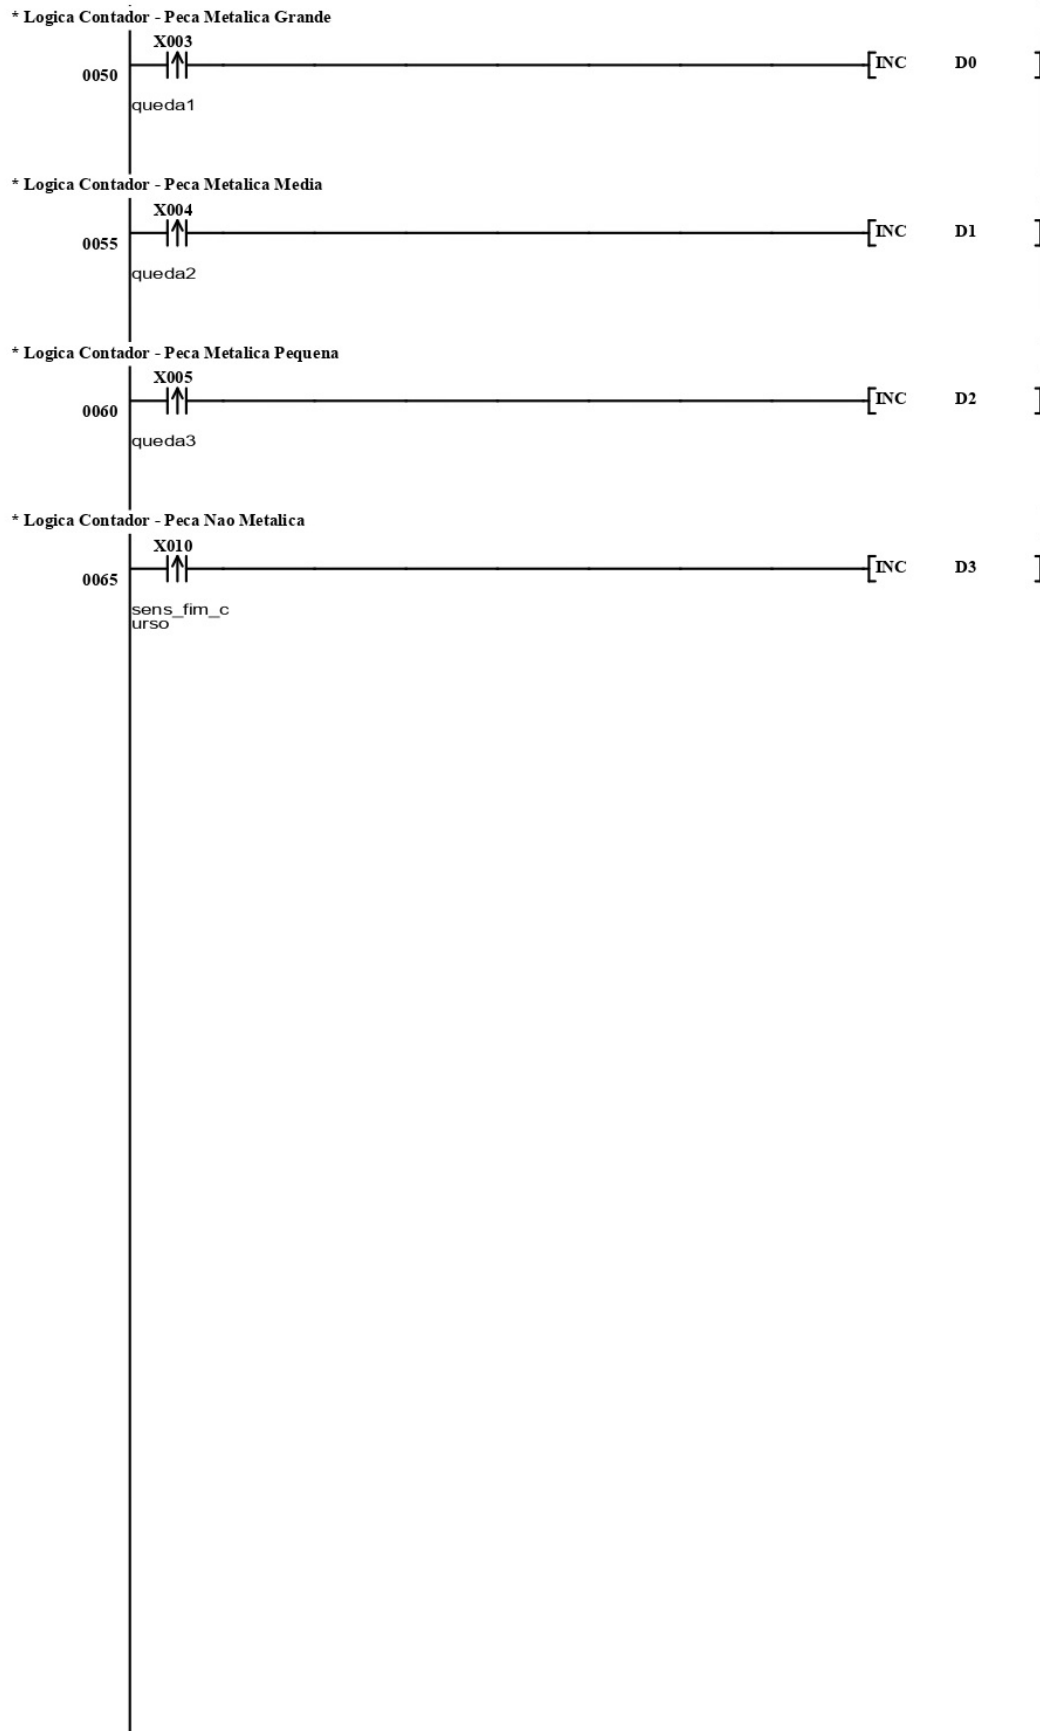 * Logica Contador - Peca Metalica Grande
X003
0050
[INC D0 ]
queda1
* Logica Contador - Peca Metalica Media
X004
0055
[INC D1 ]
queda2
* Logica Contador - Peca Metalica Pequena
X005
0060
[INC D2 ]
queda3
* Logica Contador - Peca Nao Metalica
X010
0065
[INC D3 ]
sens_fim_c
urso